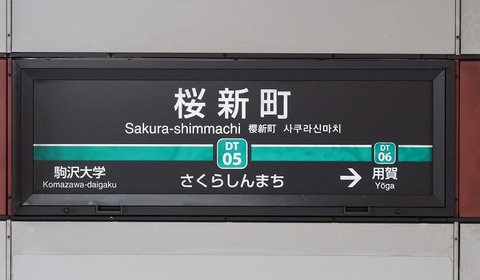 桜新町
Sakura-shimmachi 櫻新町 사쿠라신마치
DT
05
DT
06
駒沢大学
Komazawa-daigaku
さくらしんまち
→ 用賀
Yōga